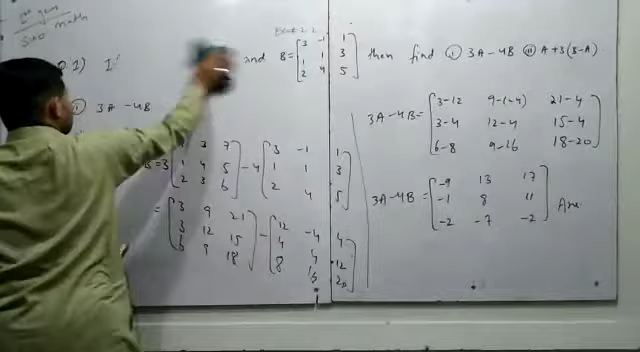 math
Q.1) 1
and B = [3 -1 1
1 1 3
2 4 5] then find (i) 3A-4B (ii) A+3(B-A)
(i) 3A-4B
3 7
B = 3 [1 4 5] - 4 [3 -1 1
1 1 3
2 3 6 2 4 5]
= [3 9 21
3 12 15
6 9 18] - [12 -4 4
4 4 12
8 16 20]
3A-4B = [3-12 9-(-4) 21-4
3-4 12-4 15-4
6-8 9-16 18-20]
3A-4B = [-9 13 17
-1 8 11
-2 -7 -2] Ans